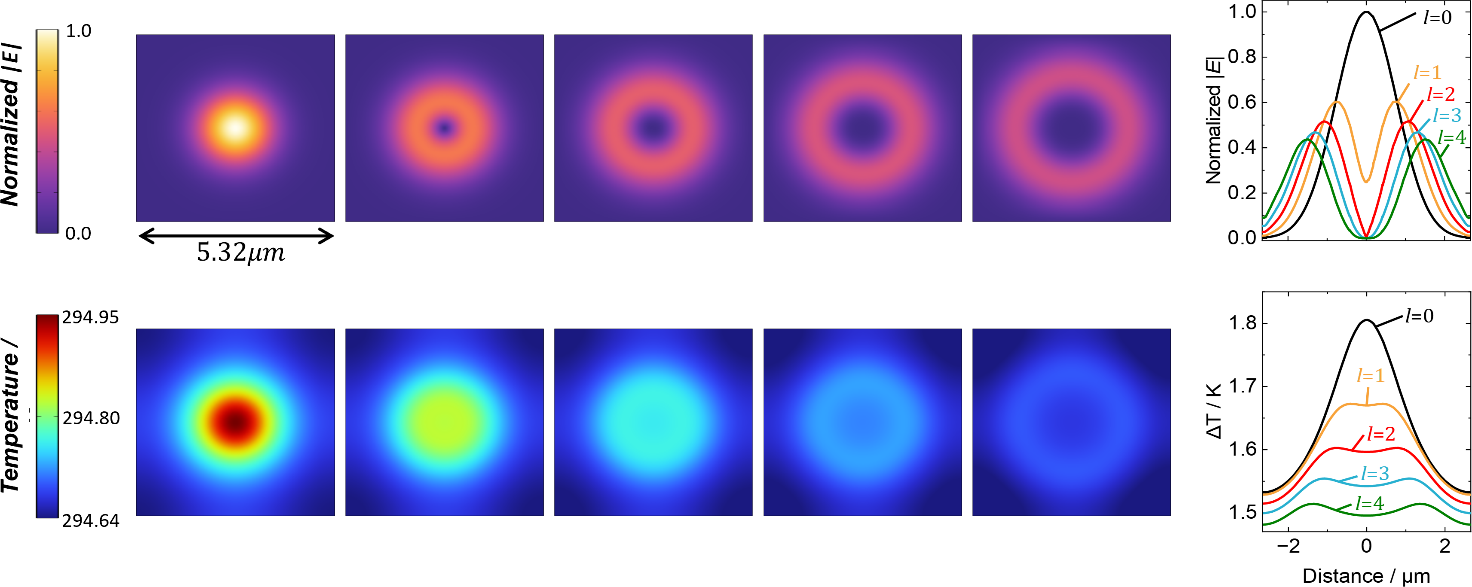 Normalized |E|
1.0
0.0
5.32μm
Normalized |E|
1.0
0.8
0.6
0.4
0.2
0.0
l=0
l=1
l=2
l=3
l=4
Temperature /
294.95
294.80
294.64
ΔT / K
1.8
1.7
1.6
1.5
l=0
l=1
l=2
l=3
l=4
−2 0 2
Distance / μm